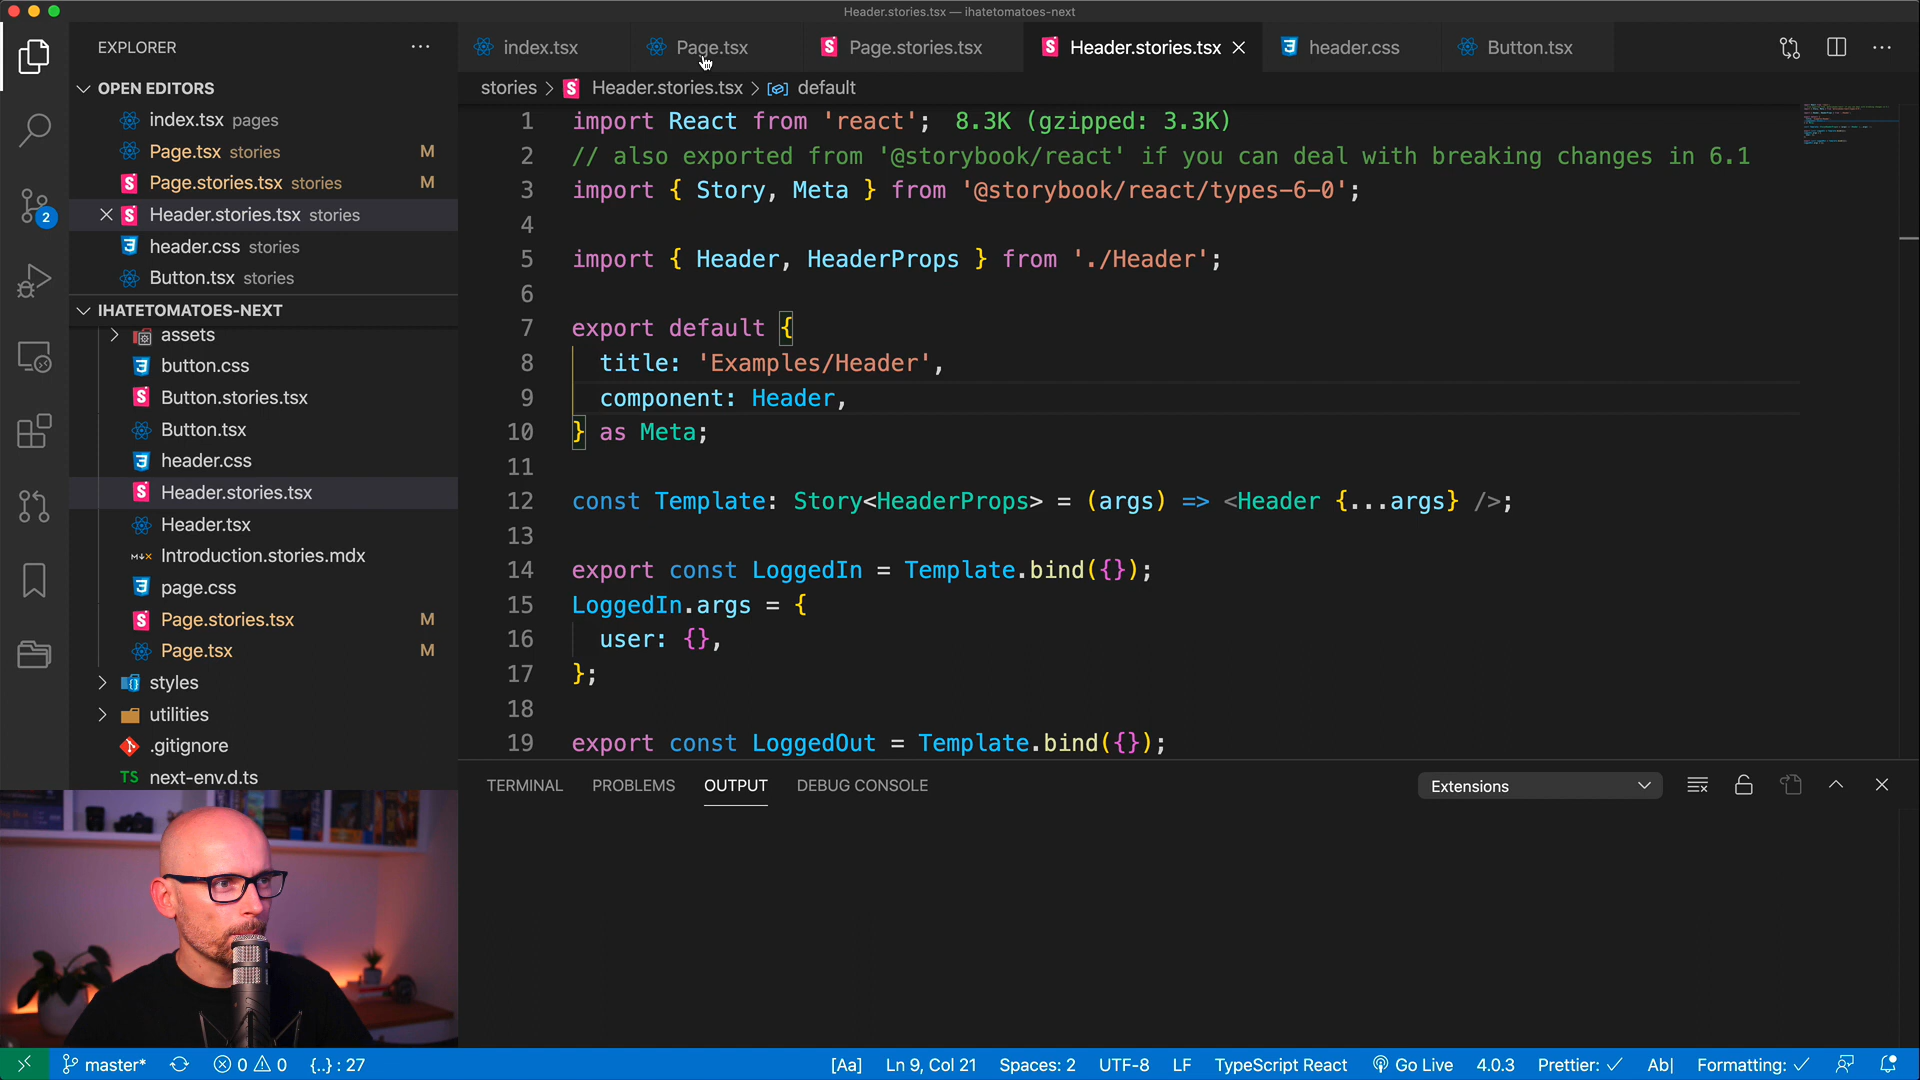 Header.stories.tsx — ihatetomatoes-next
EXPLORER
OPEN EDITORS
index.tsx pages
Page.tsx stories M
Page.stories.tsx stories M
Header.stories.tsx stories
header.css stories
Button.tsx stories
IHATETOMATOES-NEXT
assets
button.css
Button.stories.tsx
Button.tsx
header.css
Header.stories.tsx
Header.tsx
Introduction.stories.mdx
page.css
Page.stories.tsx M
Page.tsx M
styles
utilities
.gitignore
TS next-env.d.ts
2
index.tsx
Page.tsx
Page.stories.tsx
Header.stories.tsx
header.css
Button.tsx
stories > Header.stories.tsx > default
1 import React from 'react'; 8.3K (gzipped: 3.3K)
2 // also exported from '@storybook/react' if you can deal with breaking changes in 6.1
3 import { Story, Meta } from '@storybook/react/types-6-0';
4
5 import { Header, HeaderProps } from './Header';
6
7 export default {
8 title: 'Examples/Header',
9 component: Header,
10 } as Meta;
11
12 const Template: Story<HeaderProps> = (args) => <Header {...args} />;
13
14 export const LoggedIn = Template.bind({});
15 LoggedIn.args = {
16 user: {},
17 };
18
19 export const LoggedOut = Template.bind({});
TERMINAL PROBLEMS OUTPUT DEBUG CONSOLE Extensions
master* 0 0 {..} : 27 [Aa] Ln 9, Col 21 Spaces: 2 UTF-8 LF TypeScript React Go Live 4.0.3 Prettier: ✓ Ab| Formatting: ✓